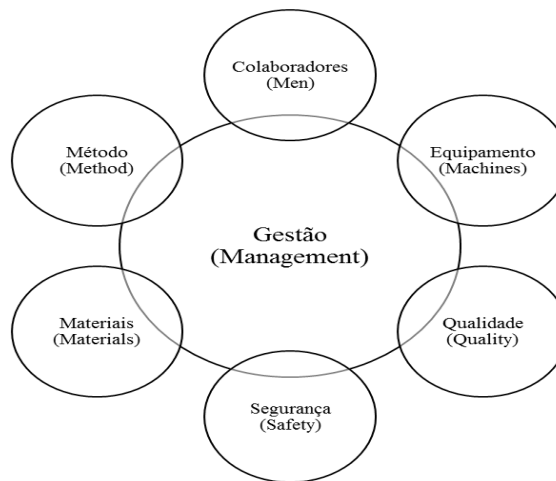 Colaboradores
(Men)
Método
(Method)
Equipamento
(Machines)
Gestão
(Management)
Materiais
(Materials)
Qualidade
(Quality)
Segurança
(Safety)